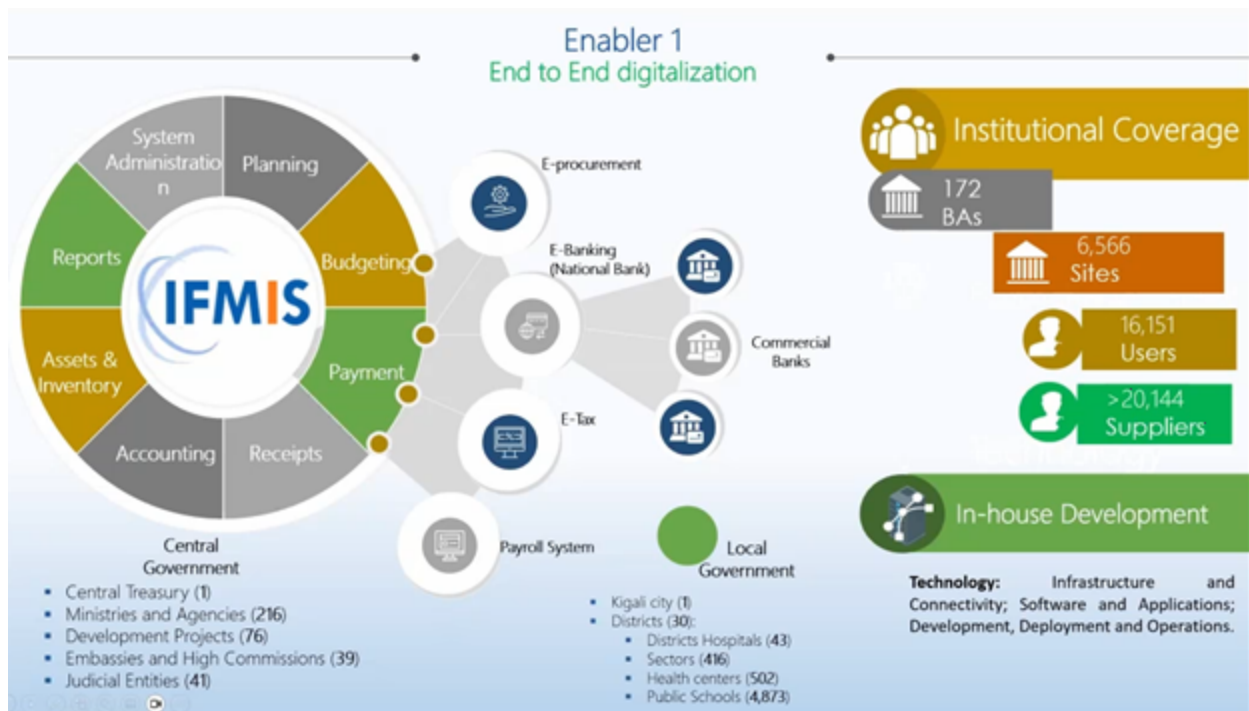 Enabler 1
End to End digitalization
System
Administratio
n
Planning
Reports
Budgeting
IFMIS
Assets &
Inventory
Payment
Accounting
Receipts
E-procurement
E-Banking
(National Bank)
Commercial
Banks
E-Tax
Payroll System
Institutional Coverage
172
BAs
6,566
Sites
16,151
Users
>20,144
Suppliers
In-house Development
Technology: Infrastructure and
Connectivity; Software and Applications;
Development, Deployment and Operations.
Central
Government
▪ Central Treasury (1)
▪ Ministries and Agencies (216)
▪ Development Projects (76)
▪ Embassies and High Commissions (39)
▪ Judicial Entities (41)
Local
Government
▪ Kigali city (1)
▪ Districts (30):
▪ Districts Hospitals (43)
▪ Sectors (416)
▪ Health centers (502)
▪ Public Schools (4,873)